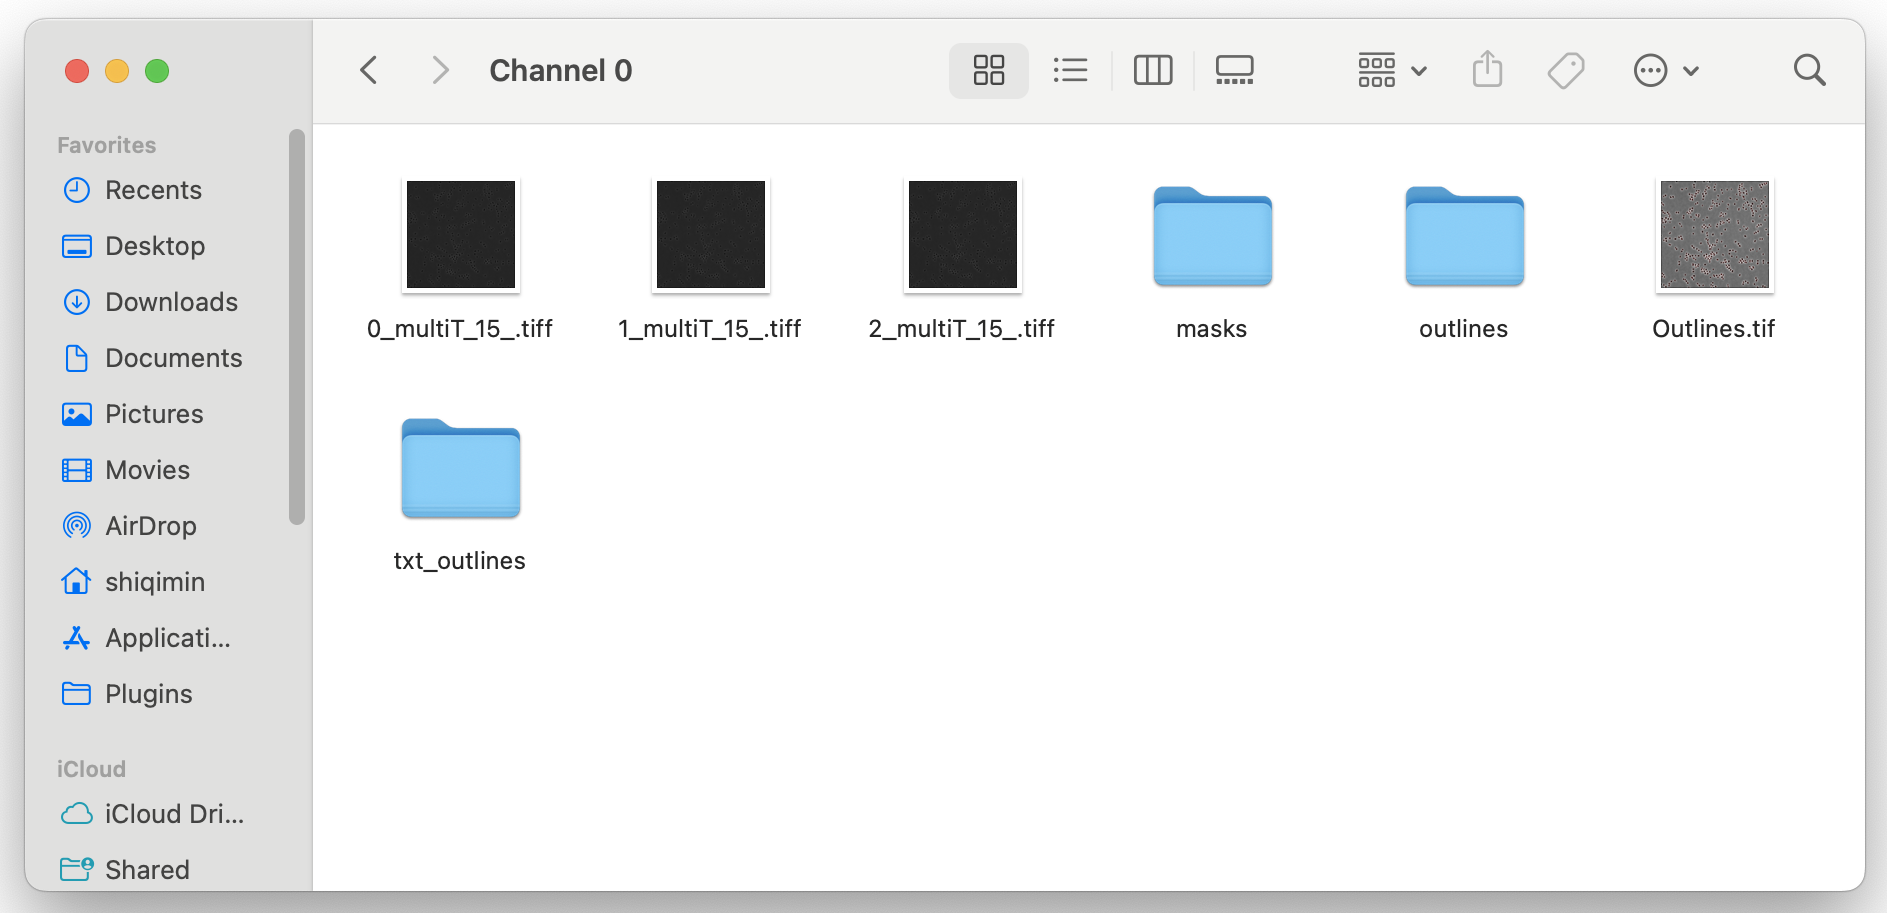 Channel 0
Favorites
Recents
Desktop
Downloads
Documents
Pictures
Movies
AirDrop
shiqimin
Applicati...
Plugins
iCloud
iCloud Dri...
Shared
0_multiT_15_.tiff
1_multiT_15_.tiff
2_multiT_15_.tiff
masks
outlines
Outlines.tif
txt_outlines